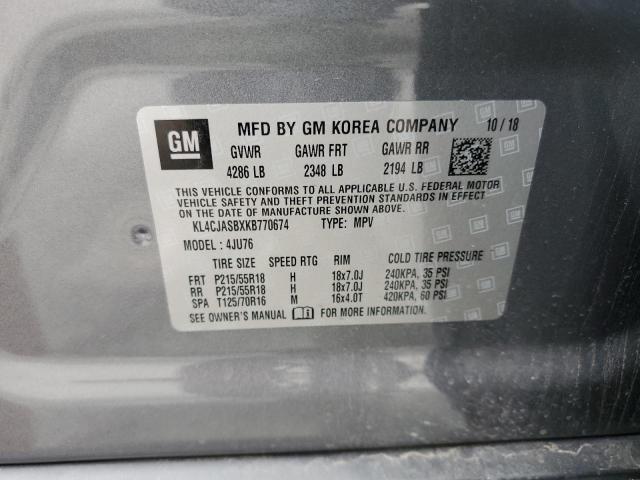 GM
MFD BY GM KOREA COMPANY 10 / 18
GVWR GAWR FRT GAWR RR
4286 LB 2348 LB 2194 LB
THIS VEHICLE CONFORMS TO ALL APPLICABLE U.S. FEDERAL MOTOR
VEHICLE SAFETY AND THEFT PREVENTION STANDARDS IN EFFECT
ON THE DATE OF MANUFACTURE SHOWN ABOVE.
KL4CJASBXKB770674 TYPE: MPV
MODEL : 4JU76
TIRE SIZE SPEED RTG RIM COLD TIRE PRESSURE
FRT P215/55R18 H 18x7.0J 240KPA, 35 PSI
RR P215/55R18 H 18x7.0J 240KPA, 35 PSI
SPA T125/70R16 M 16x4.0T 420KPA, 60 PSI
SEE OWNER'S MANUAL FOR MORE INFORMATION.